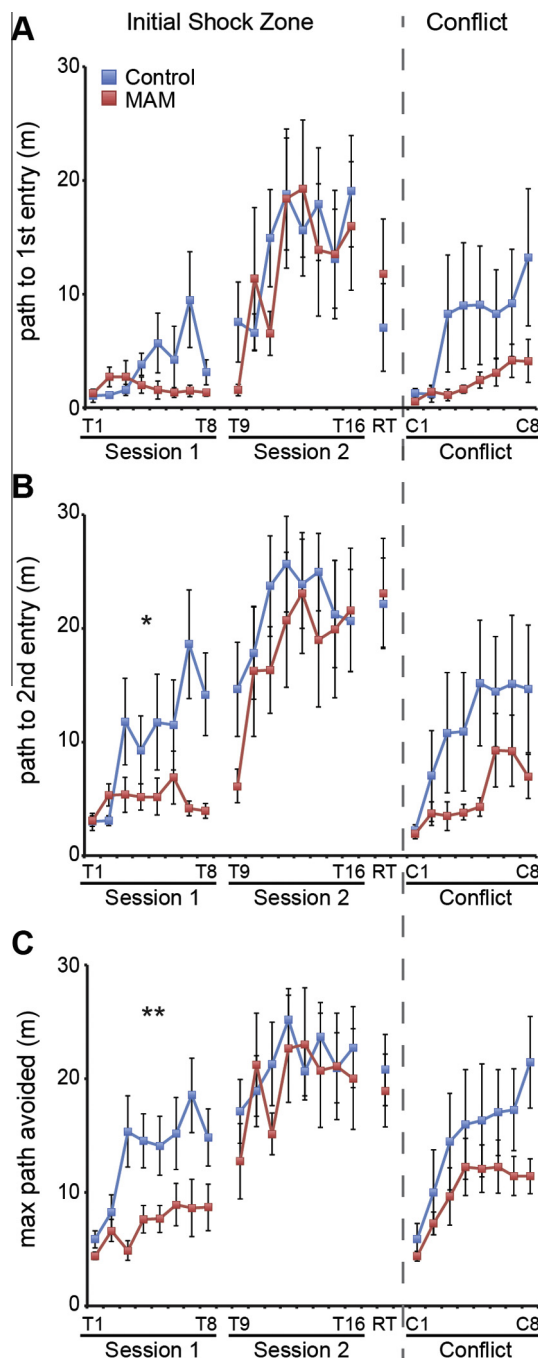 A
Initial Shock Zone Conflict
30
Control
MAM
20
10
0
path to 1st entry (m)
T1 T8 T9 T16 RT C1 C8
Session 1 Session 2 Conflict
B
30
*
20
10
0
path to 2nd entry (m)
T1 T8 T9 T16 RT C1 C8
Session 1 Session 2 Conflict
C
30
**
20
10
0
max path avoided (m)
T1 T8 T9 T16 RT C1 C8
Session 1 Session 2 Conflict